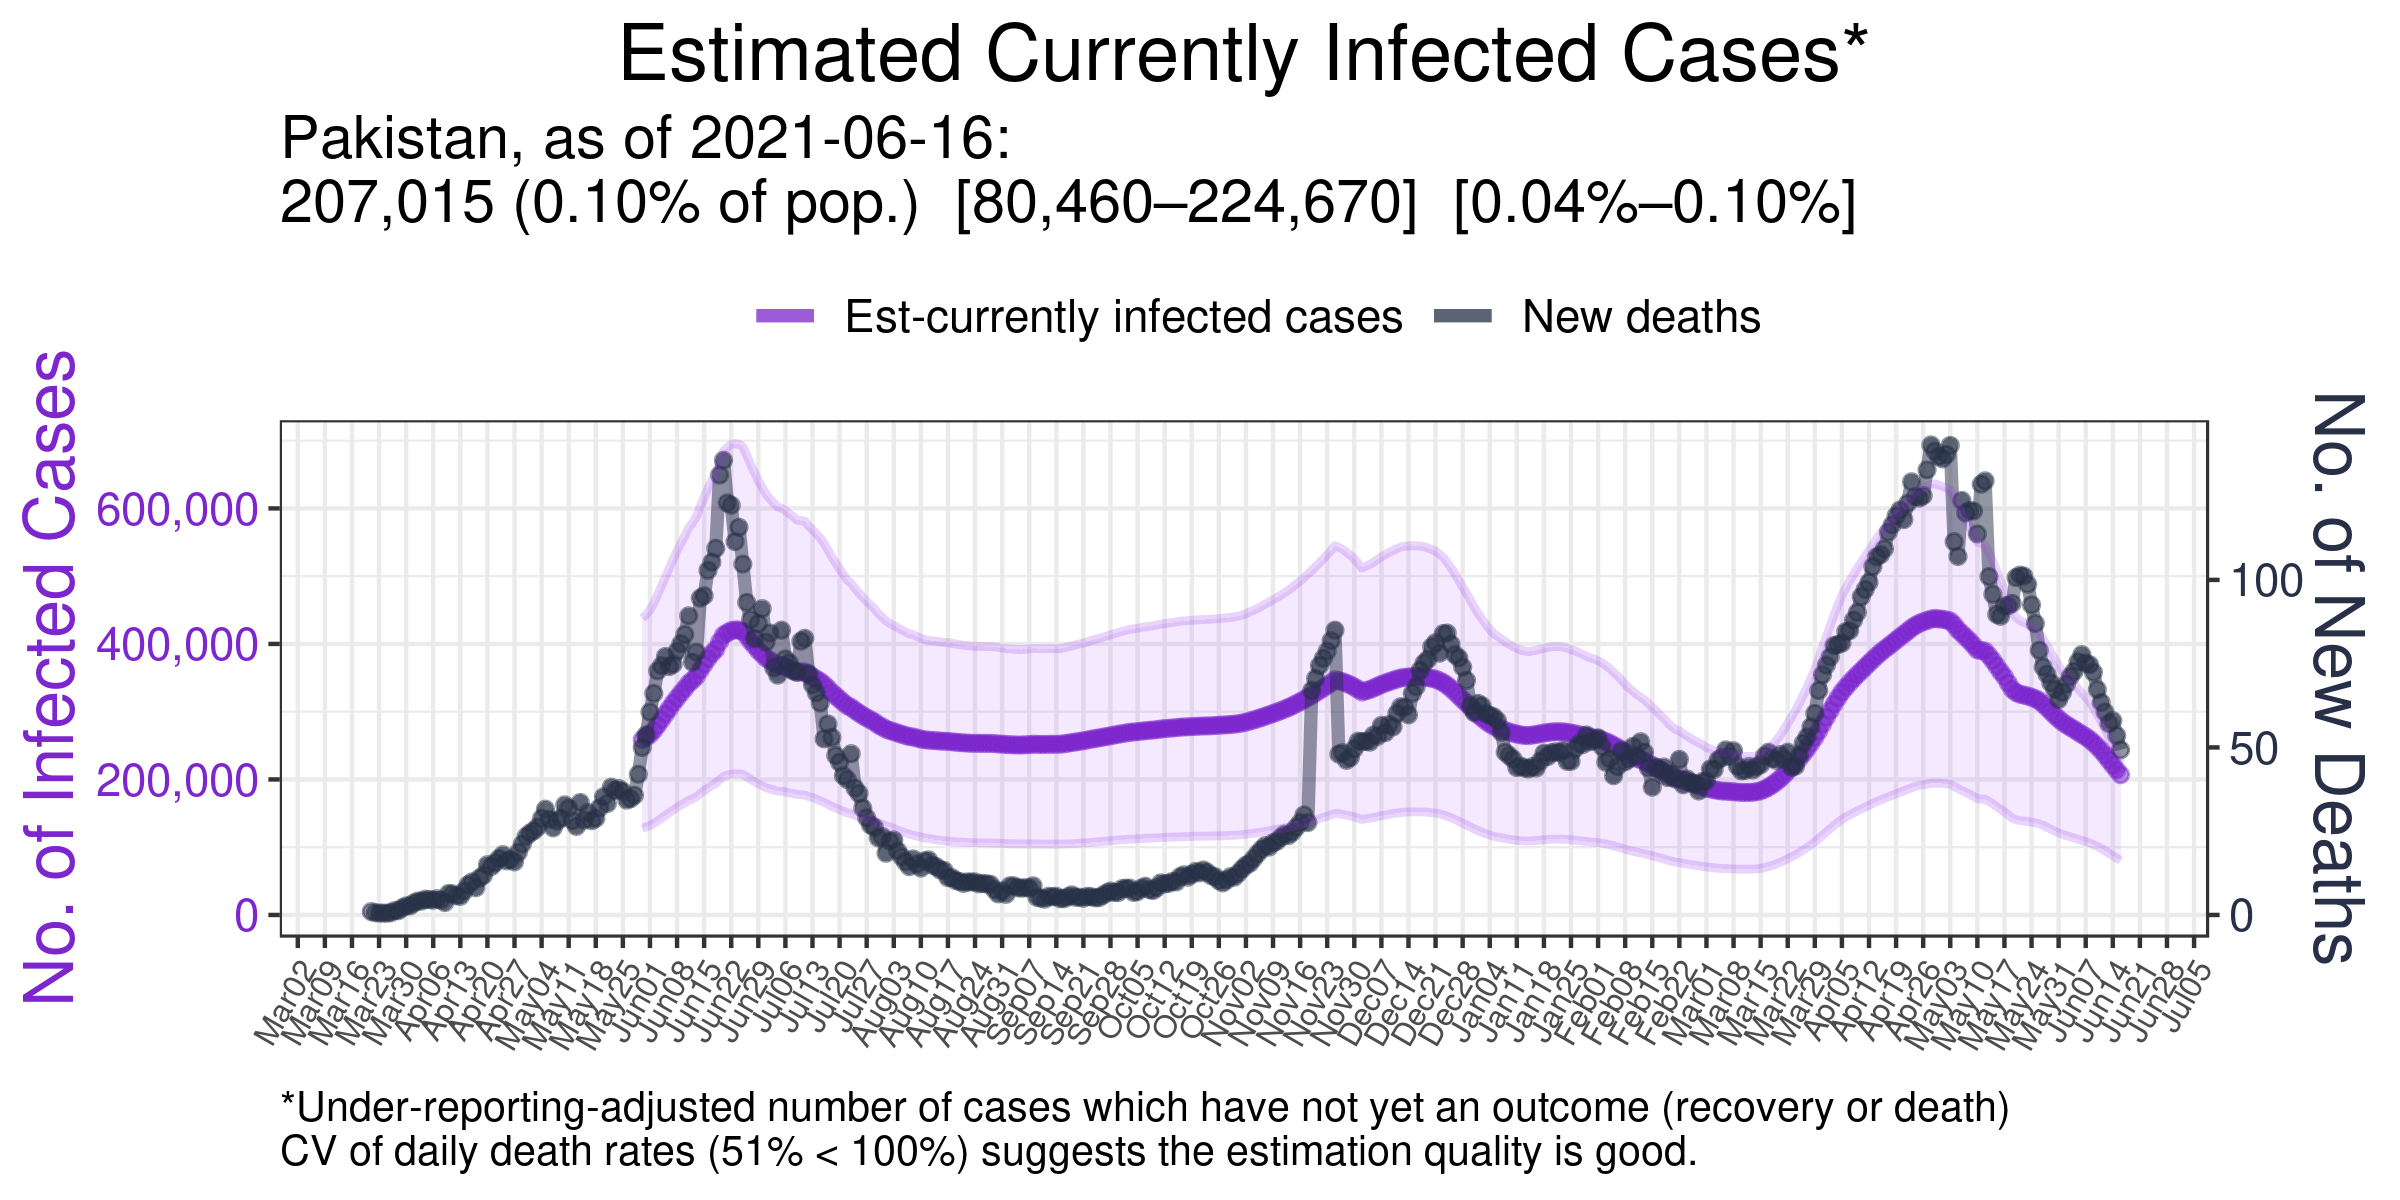 Estimated Currently Infected Cases*
Pakistan, as of 2021-06-16:
207,015 (0.10% of pop.)  [80,460–224,670]  [0.04%–0.10%]
Est-currently infected cases
New deaths
No. of Infected Cases
600,000
400,000
200,000
0
No. of New Deaths
100
50
0
Mar02
Mar09
Mar16
Mar23
Mar30
Apr06
Apr13
Apr20
Apr27
May04
May11
May18
May25
Jun01
Jun08
Jun15
Jun22
Jun29
Jul06
Jul13
Jul20
Jul27
Aug03
Aug10
Aug17
Aug24
Aug31
Sep07
Sep14
Sep21
Sep28
Oct05
Oct12
Oct19
Oct26
Nov02
Nov09
Nov16
Nov23
Nov30
Dec07
Dec14
Dec21
Dec28
Jan04
Jan11
Jan18
Jan25
Feb01
Feb08
Feb15
Feb22
Mar01
Mar08
Mar15
Mar22
Mar29
Apr05
Apr12
Apr19
Apr26
May03
May10
May17
May24
May31
Jun07
Jun14
Jun21
Jun28
Jul05
*Under-reporting-adjusted number of cases which have not yet an outcome (recovery or death)
CV of daily death rates (51% < 100%) suggests the estimation quality is good.